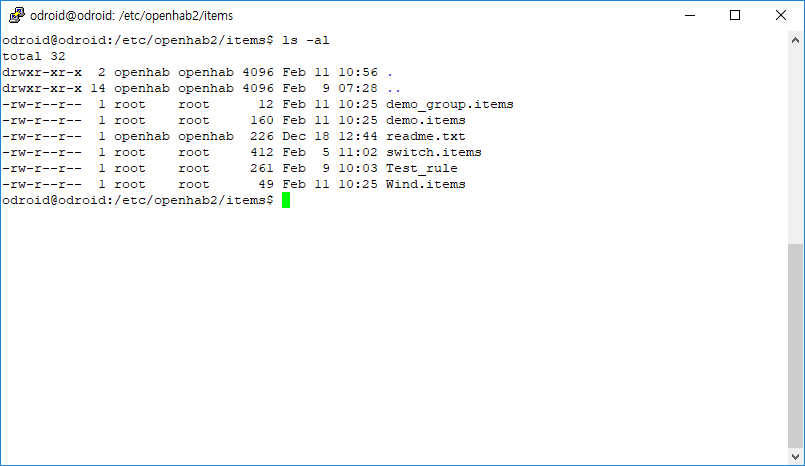 odroid@odroid: /etc/openhab2/items
odroid@odroid:/etc/openhab2/items$ ls -al
total 32
drwxr-xr-x  2 openhab openhab 4096 Feb 11 10:56 .
drwxr-xr-x 14 openhab openhab 4096 Feb  9 07:28 ..
-rw-r--r--  1 root    root      12 Feb 11 10:25 demo_group.items
-rw-r--r--  1 root    root     160 Feb 11 10:25 demo.items
-rw-r--r--  1 openhab openhab  226 Dec 18 12:44 readme.txt
-rw-r--r--  1 root    root     412 Feb  5 11:02 switch.items
-rw-r--r--  1 root    root     261 Feb  9 10:03 Test_rule
-rw-r--r--  1 root    root      49 Feb 11 10:25 Wind.items
odroid@odroid:/etc/openhab2/items$